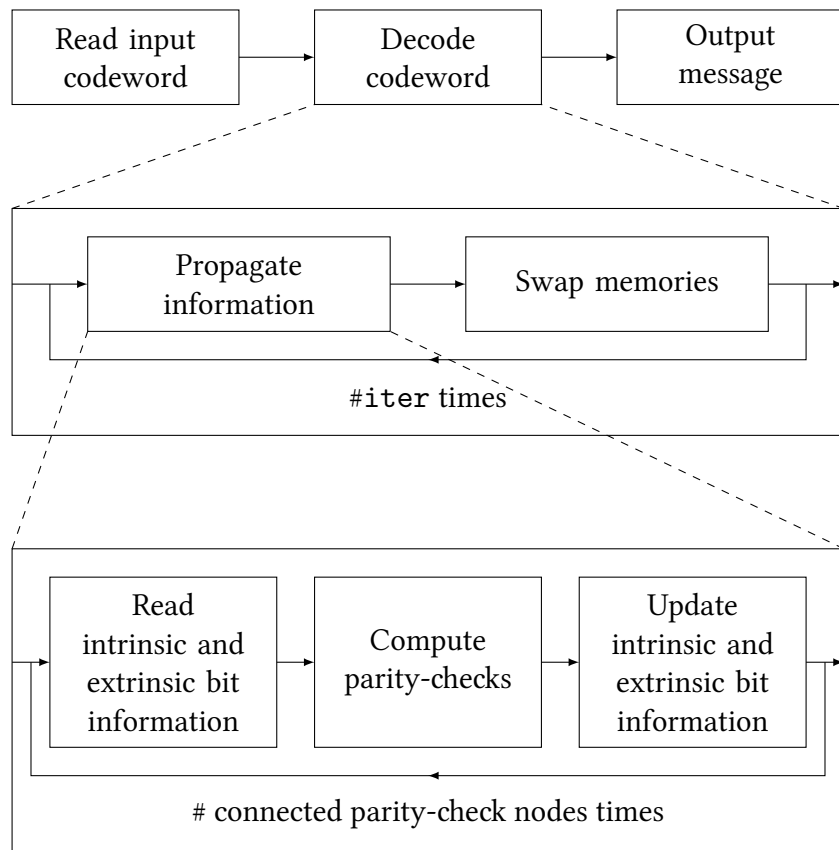 Read input
codeword
Decode
codeword
Output
message
Propagate
information
Swap memories
#iter times
Read
intrinsic and
extrinsic bit
information
Compute
parity-checks
Update
intrinsic and
extrinsic bit
information
# connected parity-check nodes times